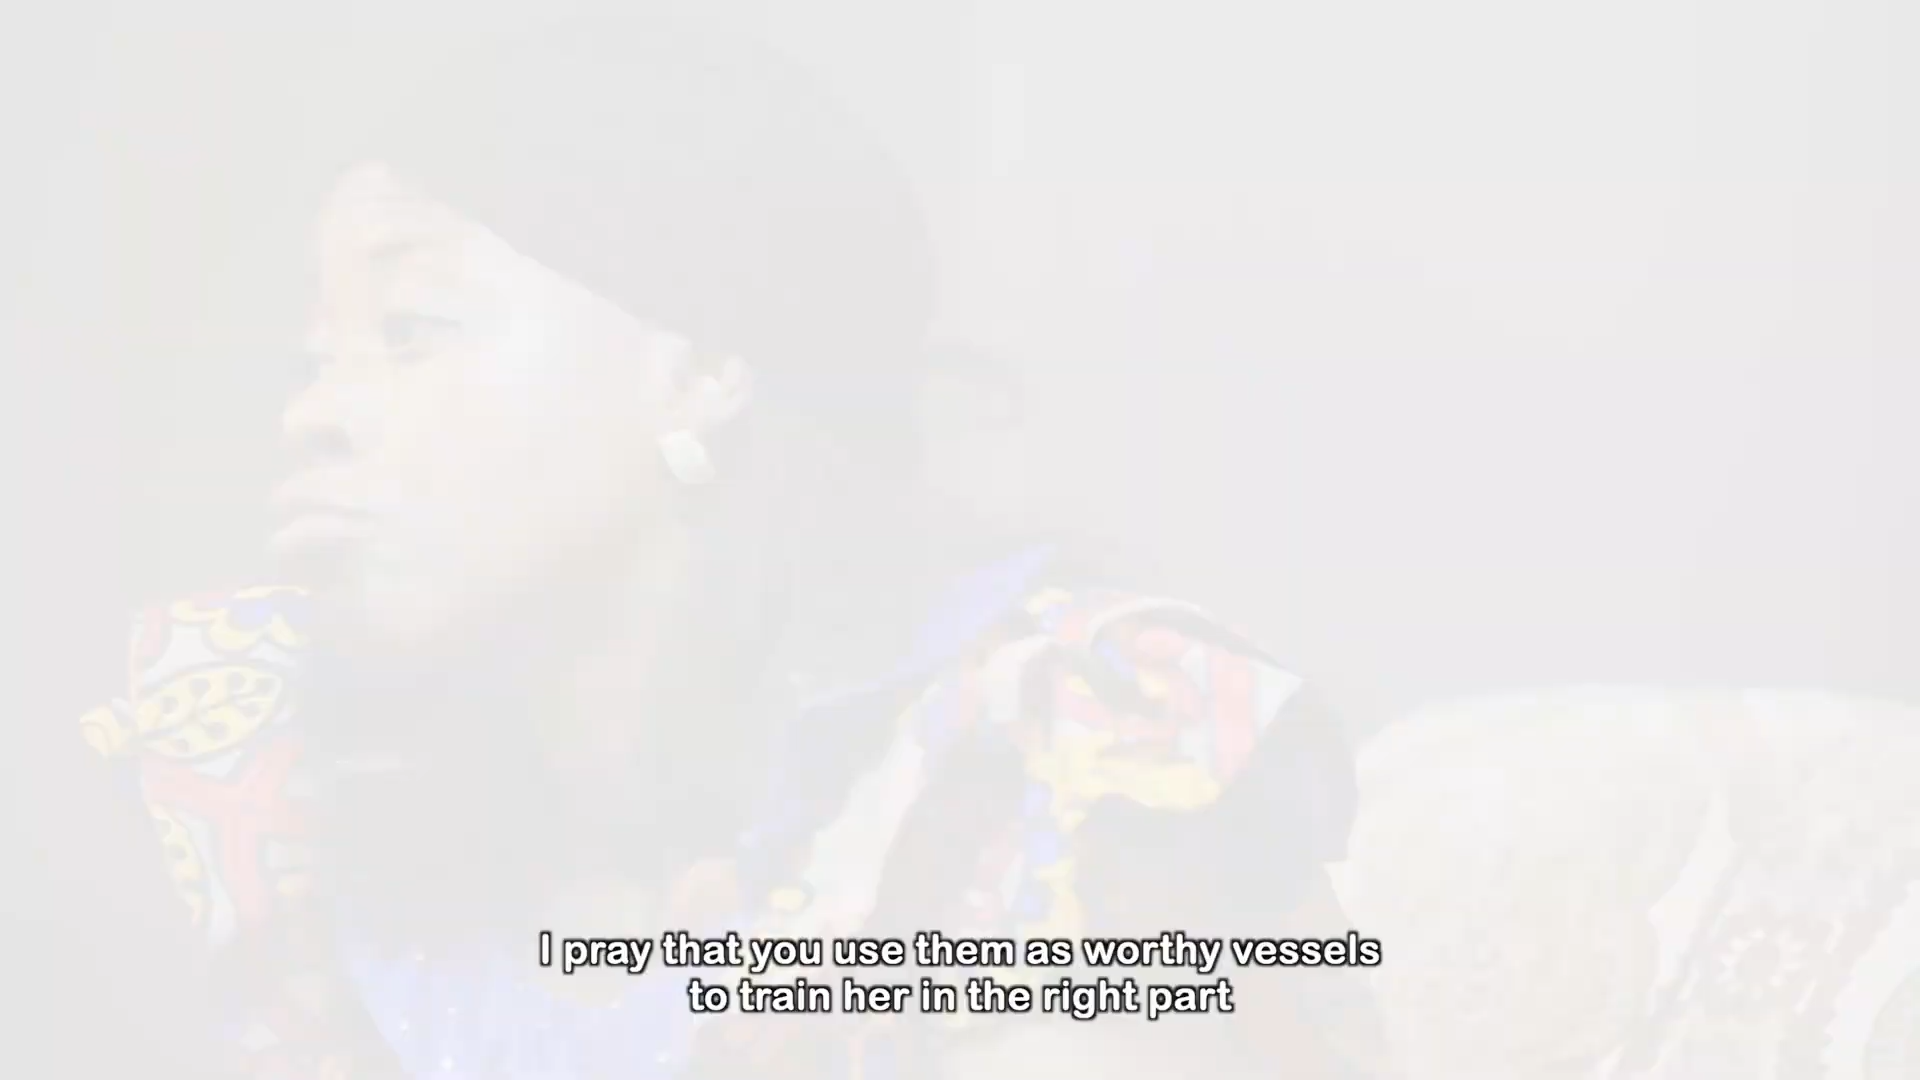 I pray that you use them as worthy vessels
to train her in the right part